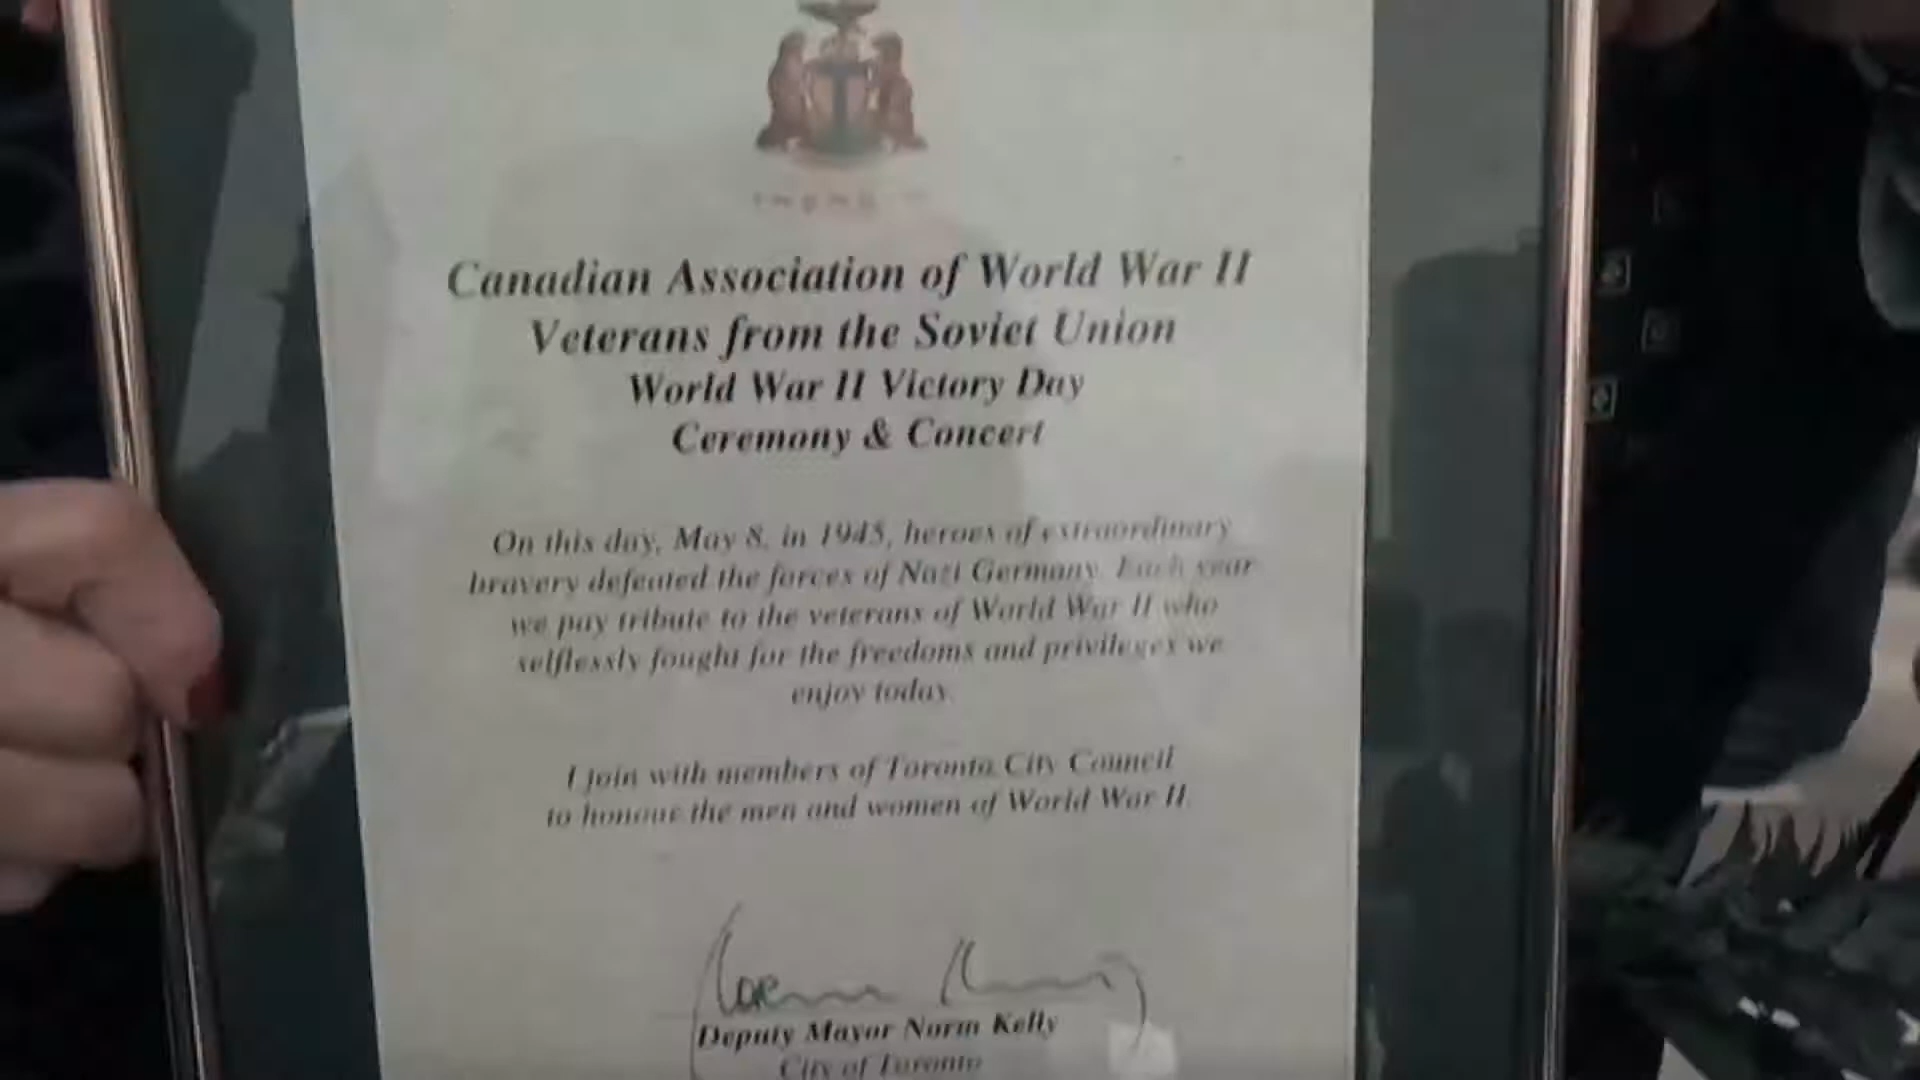 Canadian Association of World War II
Veterans from the Soviet Union
World War II Victory Day
Ceremony & Concert
On this day, May 8, in 1945, heroes of extraordinary
bravery defeated the forces of Nazi Germany. Each year
we pay tribute to the veterans of World War II who
selflessly fought for the freedoms and privileges we
enjoy today.
I join with members of Toronto City Council
to honour the men and women of World War II.
Deputy Mayor Norm Kelly
City of Toronto